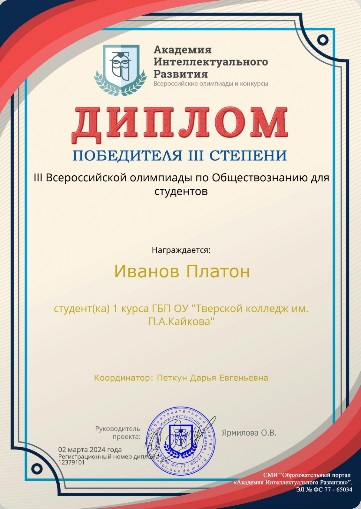 Академия
Интеллектуального
Развития
Всероссийские олимпиады и конкурсы
ДИПЛОМ
ПОБЕДИТЕЛЯ III СТЕПЕНИ
III Всероссийской олимпиады по Обществознанию для
студентов
Награждается:
Иванов Платон
студент(ка) 1 курса ГБП ОУ "Тверской колледж им.
П.А.Кайкова"
Координатор: Петкун Дарья Евгеньевна
Руководитель
проекта:
Ярмилова О.В.
02 марта 2024 года
Регистрационный номер диплома
12379101
СМИ "Образовательный портал
«Академия Интеллектуального Развития»",
ЭЛ № ФС 77 - 65034